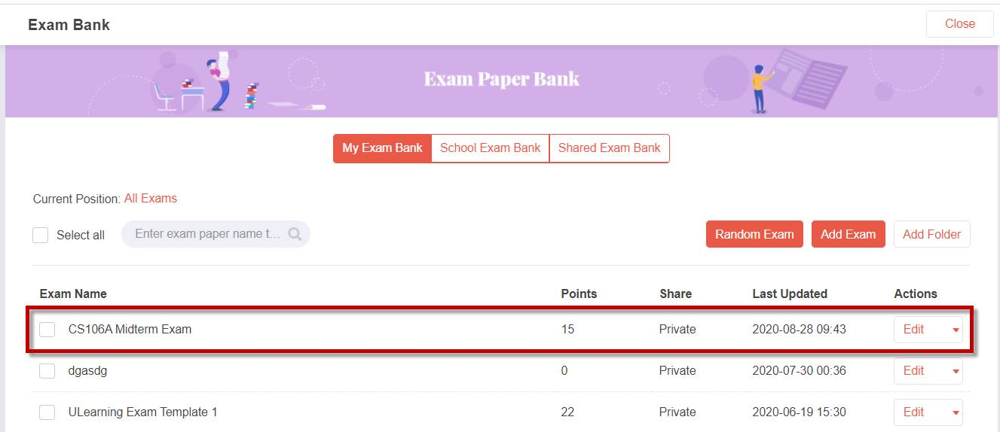 Exam Bank
Close
Exam Paper Bank
My Exam Bank School Exam Bank Shared Exam Bank
Current Position: All Exams
Select all Enter exam paper name t... Random Exam Add Exam Add Folder
Exam Name Points Share Last Updated Actions
CS106A Midterm Exam 15 Private 2020-08-28 09:43 Edit
dgasdg 0 Private 2020-07-30 00:36 Edit
ULearning Exam Template 1 22 Private 2020-06-19 15:30 Edit